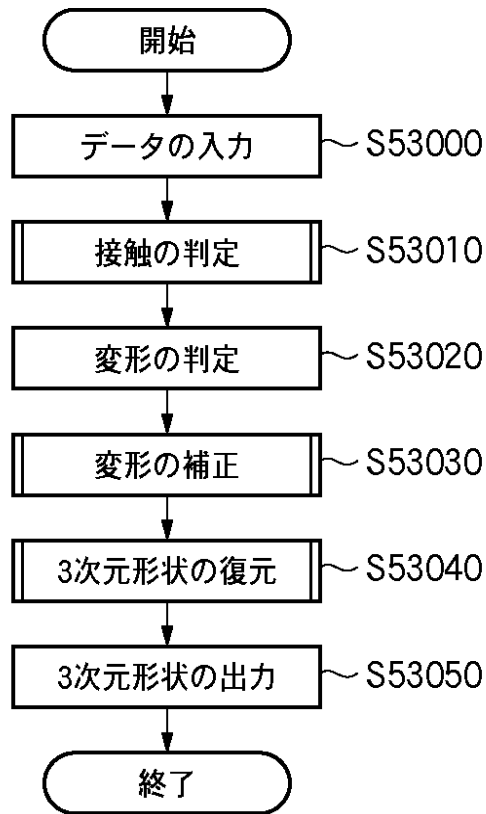 開始
データの入力 S53000
接触の判定 S53010
変形の判定 S53020
変形の補正 S53030
3次元形状の復元 S53040
3次元形状の出力 S53050
終了